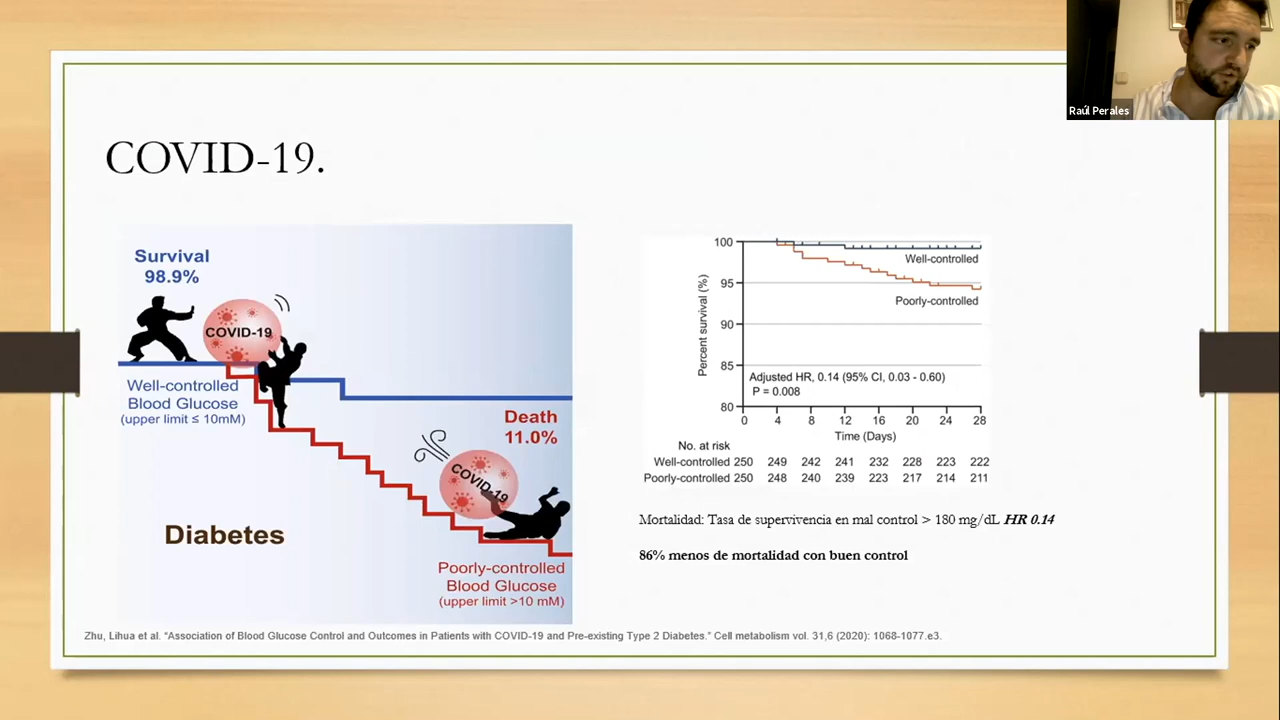 Raúl Perales
COVID-19.
Survival
98.9%
COVID-19
Well-controlled
Blood Glucose
(upper limit ≤ 10mM)
Death
11.0%
COVID-19
Diabetes
Poorly-controlled
Blood Glucose
(upper limit >10 mM)
100
95
90
85
80
Percent survival (%)
Well-controlled
Poorly-controlled
Adjusted HR, 0.14 (95% CI, 0.03 - 0.60)
P = 0.008
0 4 8 12 16 20 24 28
Time (Days)
No. at risk
Well-controlled 250 249 242 241 232 228 223 222
Poorly-controlled 250 248 240 239 223 217 214 211
Mortalidad: Tasa de supervivencia en mal control > 180 mg/dL HR 0.14
86% menos de mortalidad con buen control
Zhu, Lihua et al. “Association of Blood Glucose Control and Outcomes in Patients with COVID-19 and Pre-existing Type 2 Diabetes.” Cell metabolism vol. 31,6 (2020): 1068-1077.e3.